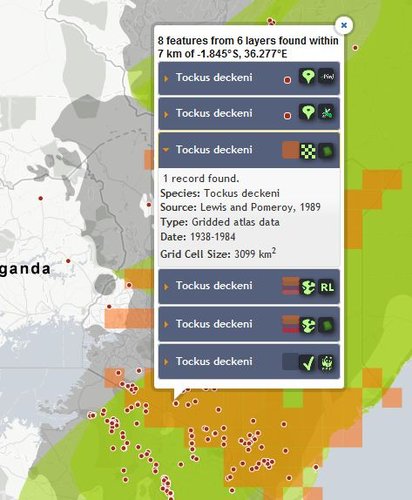 8 features from 6 layers found within
7 km of -1.845°S, 36.277°E
Tockus deckeni
Tockus deckeni
Tockus deckeni
1 record found.
Species: Tockus deckeni
Source: Lewis and Pomeroy, 1989
Type: Gridded atlas data
Date: 1938-1984
Grid Cell Size: 3099 km²
ganda
Tockus deckeni
RL
Tockus deckeni
Tockus deckeni